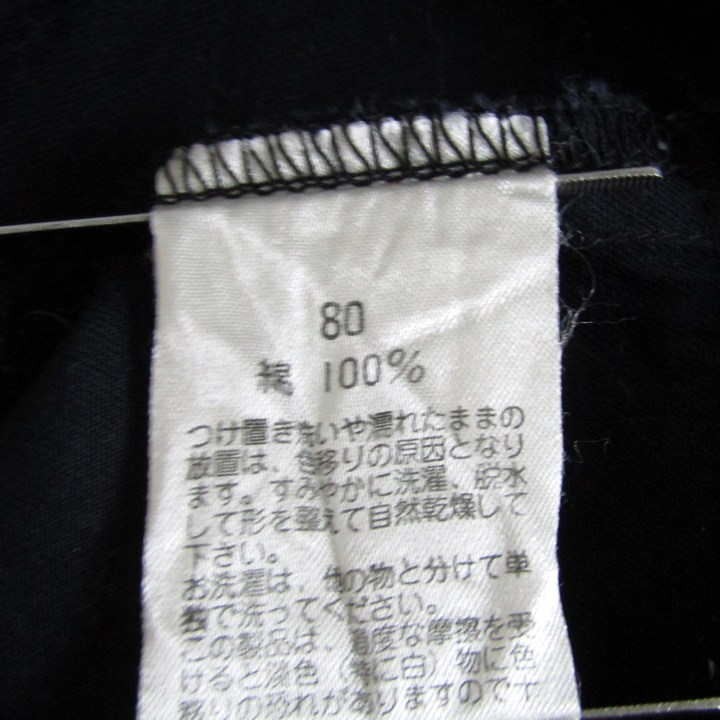 80
綿 100%
つけ置き洗いや濡れたままの
放置は、色移りの原因となり
ます。すみやかに洗濯、脱水
して形を整えて自然乾燥して
下さい。
お洗濯は、他の物と分けて単
独で洗ってください。
この製品は、過度な摩擦を受
けると淡色（特に白）物に色
移りの恐れがありますので下